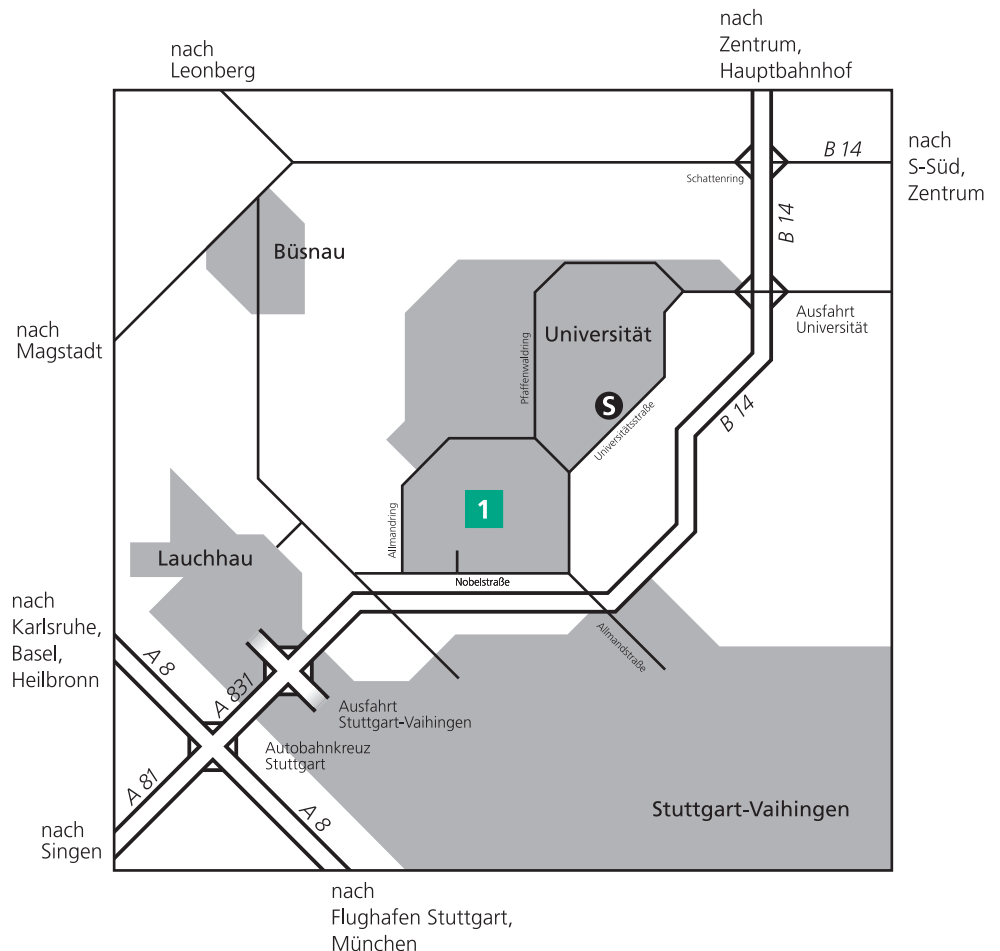 nach
Zentrum,
Hauptbahnhof
nach
Leonberg
nach
S-Süd,
Zentrum
B 14
Schattenring
B 14
Büsnau
Ausfahrt
Universität
nach
Magstadt
Universität
Pfaffenwaldring
S
Universitätsstraße
B 14
1
Allmandring
Lauchhau
Nobelstraße
nach
Karlsruhe,
Basel,
Heilbronn
Allmandstraße
A 8
A 831
Ausfahrt
Stuttgart-Vaihingen
Autobahnkreuz
Stuttgart
A 81
A 8
Stuttgart-Vaihingen
nach
Singen
nach
Flughafen Stuttgart,
München